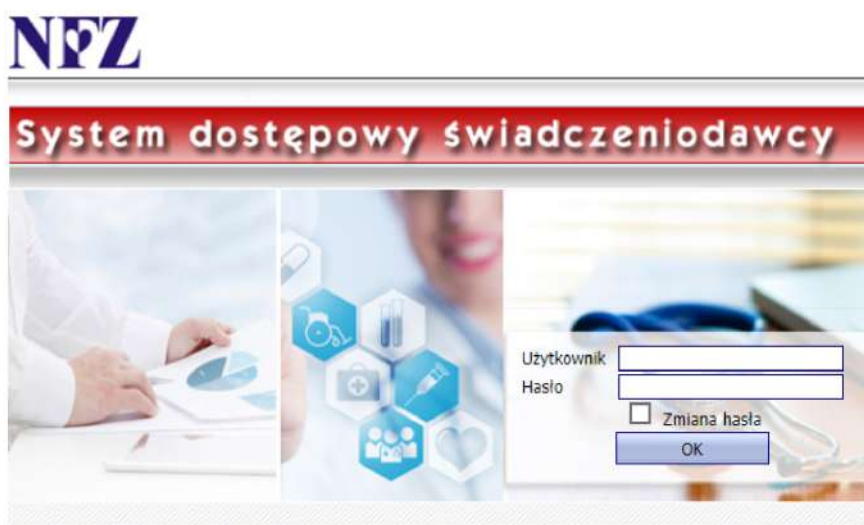 NFZ
System dostępowy świadczeniodawcy
Użytkownik
Hasło
Zmiana hasła
OK